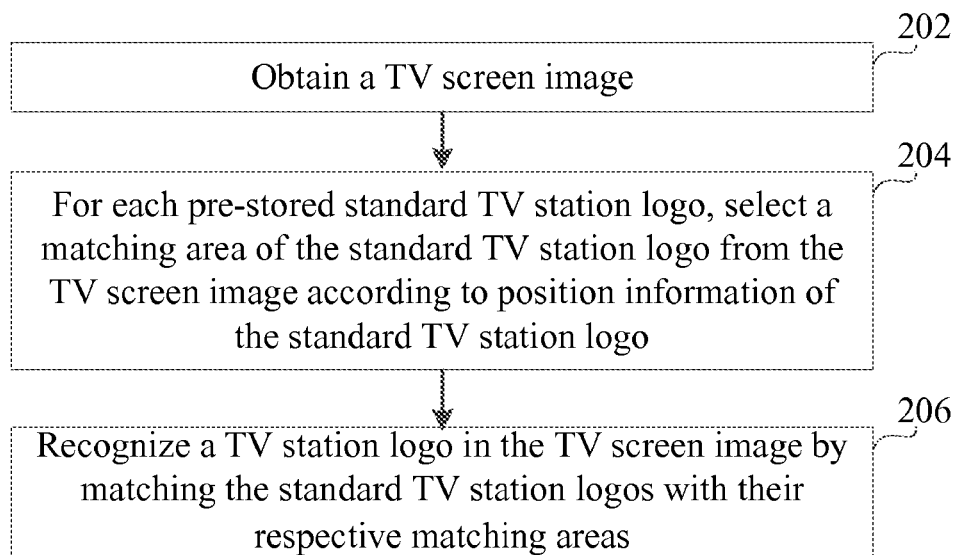 202
Obtain a TV screen image
204
For each pre-stored standard TV station logo, select a
matching area of the standard TV station logo from the
TV screen image according to position information of
the standard TV station logo
206
Recognize a TV station logo in the TV screen image by
matching the standard TV station logos with their
respective matching areas